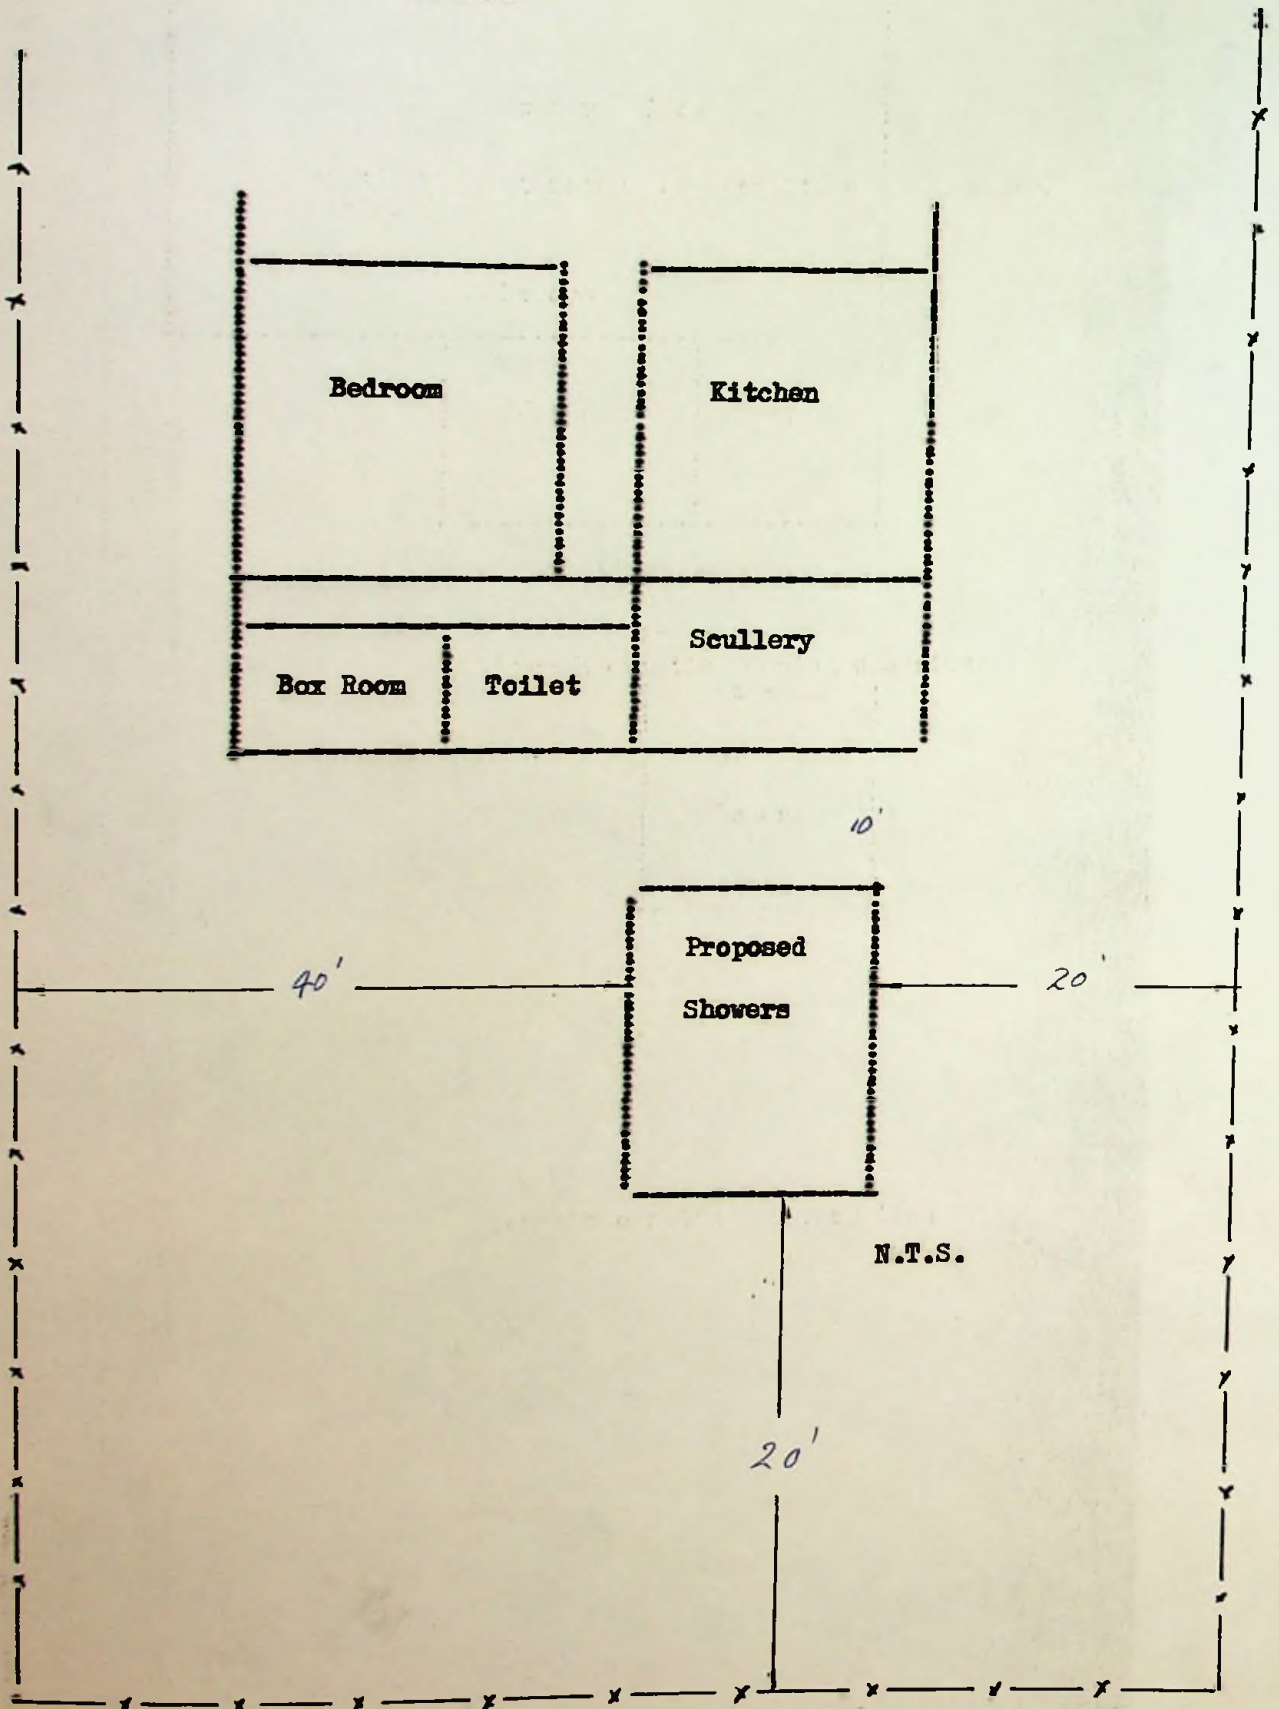 Bedroom
Kitchen
Scullery
Box Room
Toilet
10'
Proposed
Showers
40'
20'
N.T.S.
20'